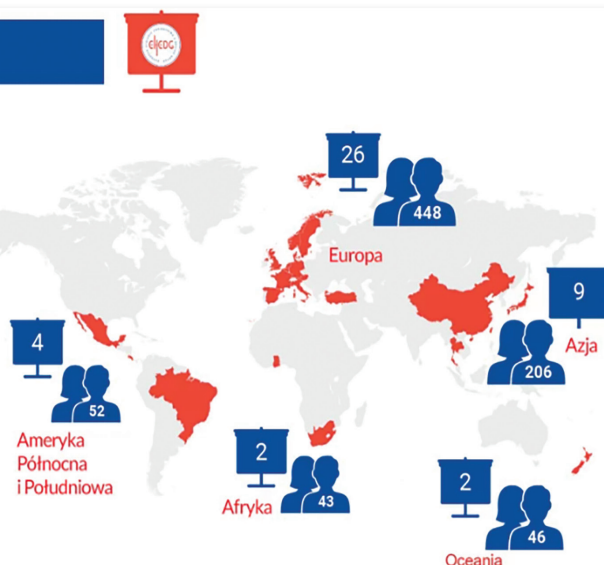 26
448
Europa
9
Azja
206
4
52
Ameryka
Północna
i Południowa
2
43
Afryka
2
46
Oceania